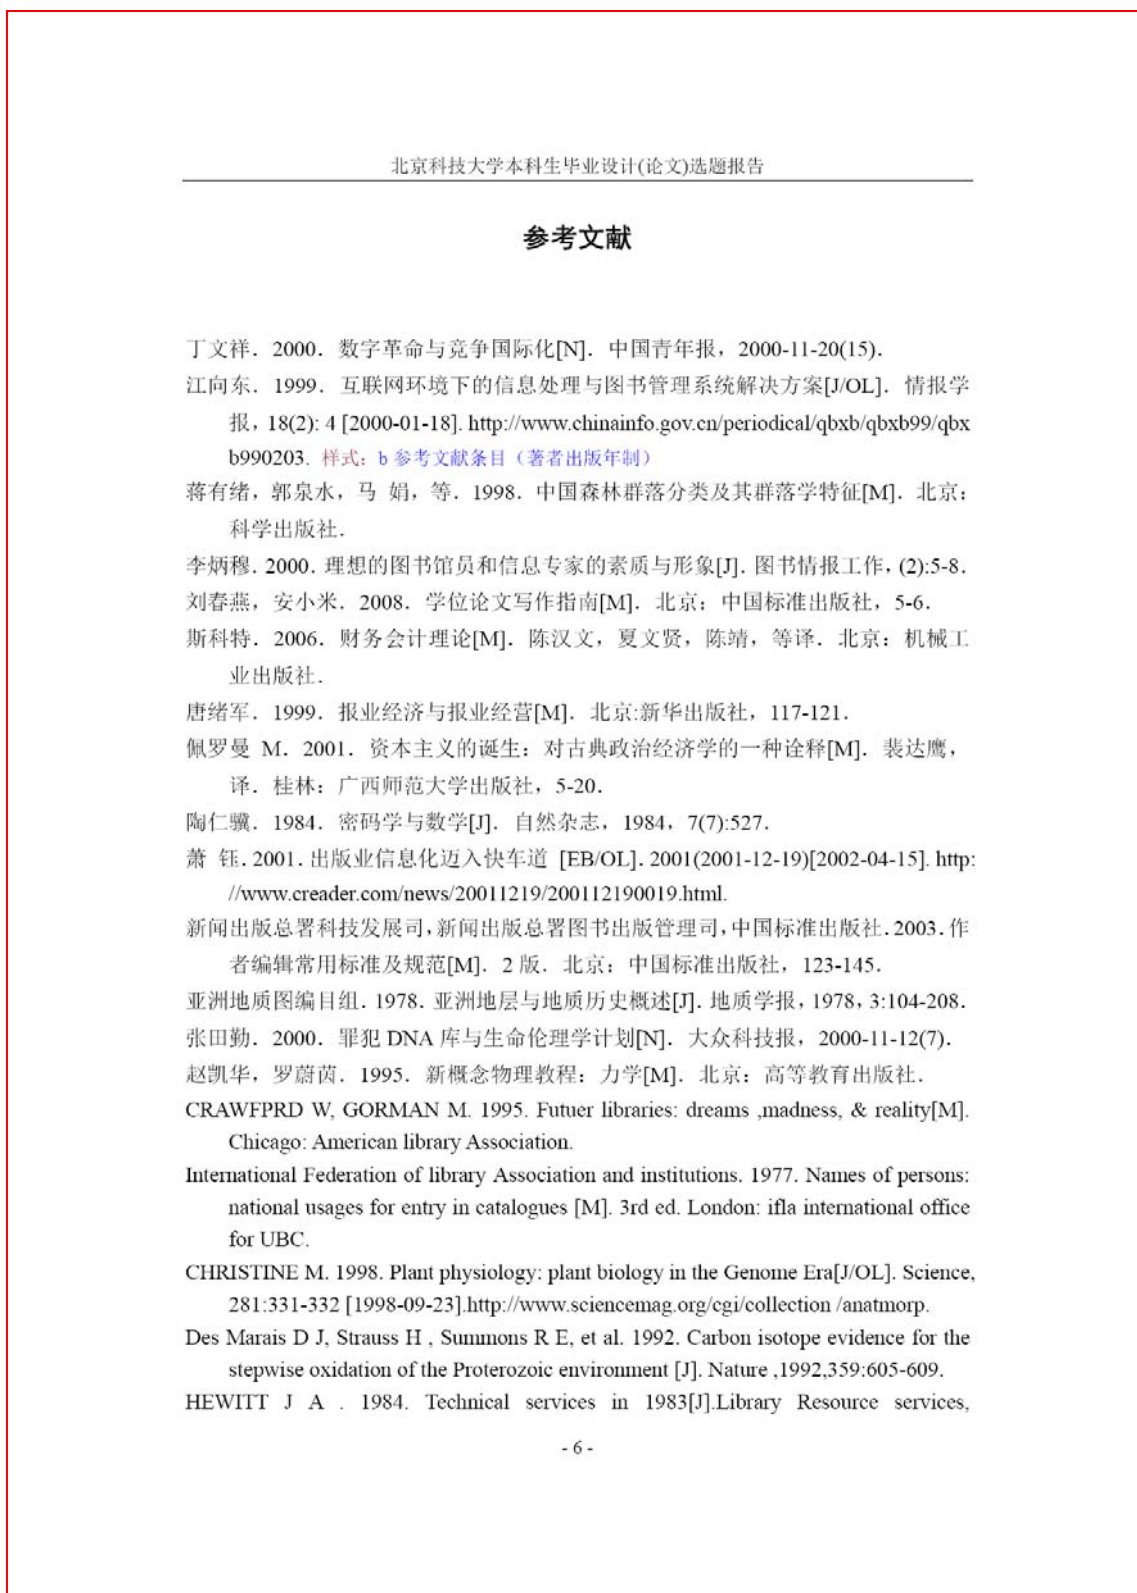 北京科技大学本科生毕业设计(论文)选题报告
参考文献
丁文祥．2000．数字革命与竞争国际化[N]．中国青年报，2000-11-20(15)．
江向东．1999．互联网环境下的信息处理与图书管理系统解决方案[J/OL]．情报学
报，18(2): 4 [2000-01-18]. http://www.chinainfo.gov.cn/periodical/qbxb/qbxb99/qbx
b990203. 样式：b 参考文献条目（著者出版年制）
蒋有绪，郭泉水，马 娟，等．1998．中国森林群落分类及其群落学特征[M]．北京：
科学出版社．
李炳穆．2000．理想的图书馆员和信息专家的素质与形象[J]．图书情报工作，(2):5-8．
刘春燕，安小米．2008．学位论文写作指南[M]．北京：中国标准出版社，5-6．
斯科特．2006．财务会计理论[M]．陈汉文，夏文贤，陈靖，等译．北京：机械工
业出版社．
唐绪军．1999．报业经济与报业经营[M]．北京:新华出版社，117-121．
佩罗曼 M．2001．资本主义的诞生：对古典政治经济学的一种诠释[M]．裴达鹰，
译．桂林：广西师范大学出版社，5-20．
陶仁骥．1984．密码学与数学[J]．自然杂志，1984，7(7):527．
萧 钰．2001．出版业信息化迈入快车道 [EB/OL]．2001(2001-12-19)[2002-04-15]. http:
//www.creader.com/news/20011219/200112190019.html.
新闻出版总署科技发展司，新闻出版总署图书出版管理司，中国标准出版社．2003．作
者编辑常用标准及规范[M]．2 版．北京：中国标准出版社，123-145．
亚洲地质图编目组．1978．亚洲地层与地质历史概述[J]．地质学报，1978，3:104-208．
张田勤．2000．罪犯 DNA 库与生命伦理学计划[N]．大众科技报，2000-11-12(7)．
赵凯华，罗蔚茵．1995．新概念物理教程：力学[M]．北京：高等教育出版社．
CRAWFPRD W, GORMAN M. 1995. Futuer libraries: dreams ,madness, & reality[M].
Chicago: American library Association.
International Federation of library Association and institutions. 1977. Names of persons:
national usages for entry in catalogues [M]. 3rd ed. London: ifla international office
for UBC.
CHRISTINE M. 1998. Plant physiology: plant biology in the Genome Era[J/OL]. Science,
281:331-332 [1998-09-23].http://www.sciencemag.org/cgi/collection /anatmorp.
Des Marais D J, Strauss H , Summons R E, et al. 1992. Carbon isotope evidence for the
stepwise oxidation of the Proterozoic environment [J]. Nature ,1992,359:605-609.
HEWITT J A . 1984. Technical services in 1983[J].Library Resource services,
- 6 -